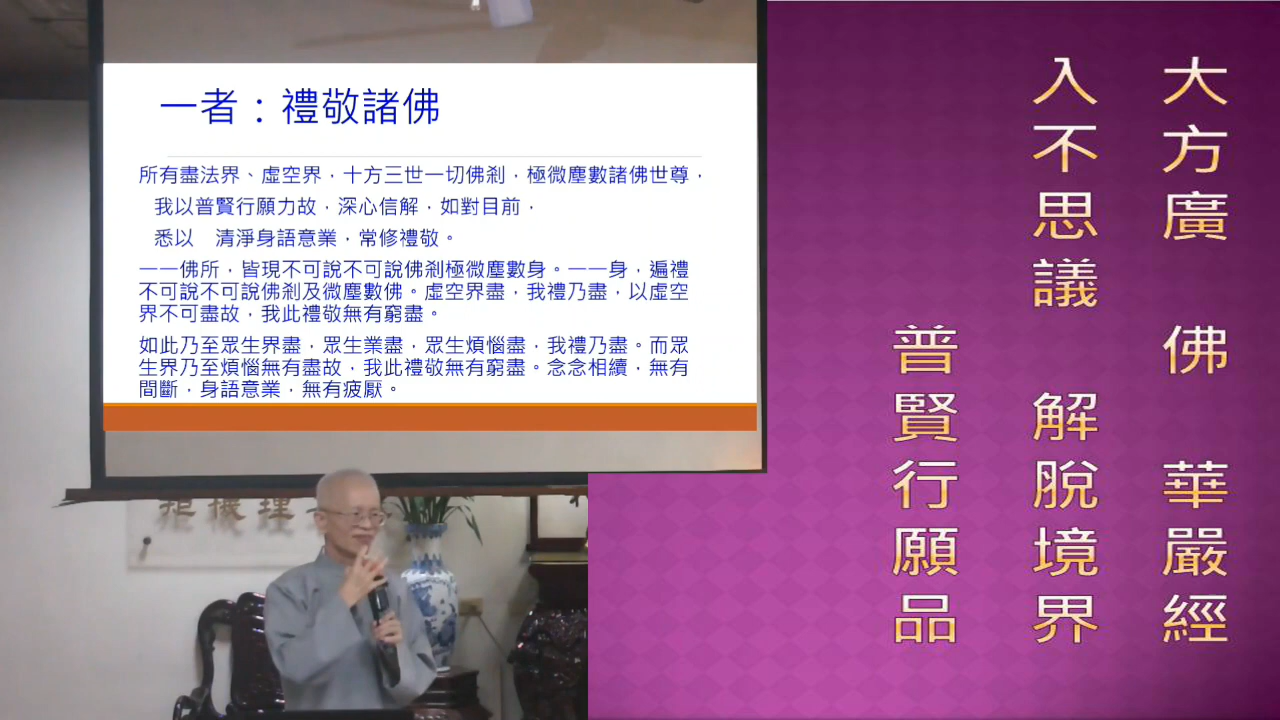 一者：禮敬諸佛
所有盡法界、虛空界，十方三世一切佛剎，極微塵數諸佛世尊，
我以普賢行願力故，深心信解，如對目前，
悉以　清淨身語意業，常修禮敬。
一一佛所，皆現不可說不可說佛剎極微塵數身。一一身，遍禮
不可說不可說佛剎及微塵數佛。虛空界盡，我禮乃盡，以虛空
界不可盡故，我此禮敬無有窮盡。
如此乃至眾生界盡，眾生業盡，眾生煩惱盡，我禮乃盡。而眾
生界乃至煩惱無有盡故，我此禮敬無有窮盡。念念相續，無有
間斷，身語意業，無有疲厭。
大方廣　佛　華嚴經
入不思議　解脫境界
普賢行願品